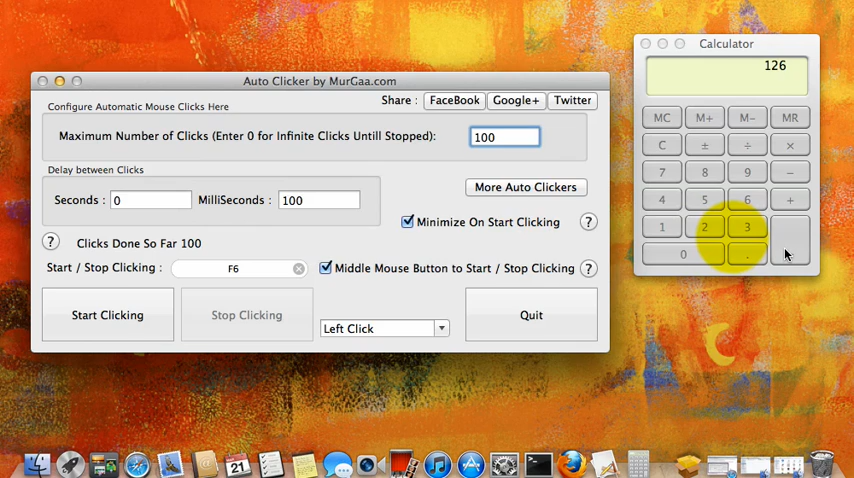 Auto Clicker by MurGaa.com
Configure Automatic Mouse Clicks Here
Share :
FaceBook
Google+
Twitter
Maximum Number of Clicks (Enter 0 for Infinite Clicks Untill Stopped):
100
Delay between Clicks
Seconds :
0
MilliSeconds :
100
More Auto Clickers
Minimize On Start Clicking
?
?
Clicks Done So Far 100
Start / Stop Clicking :
F6
Middle Mouse Button to Start / Stop Clicking
?
Start Clicking
Stop Clicking
Left Click
Quit
Calculator
126
MC M+ M− MR
C ± ÷ ×
7 8 9 −
4 5 6 +
1 2 3
0 .
21